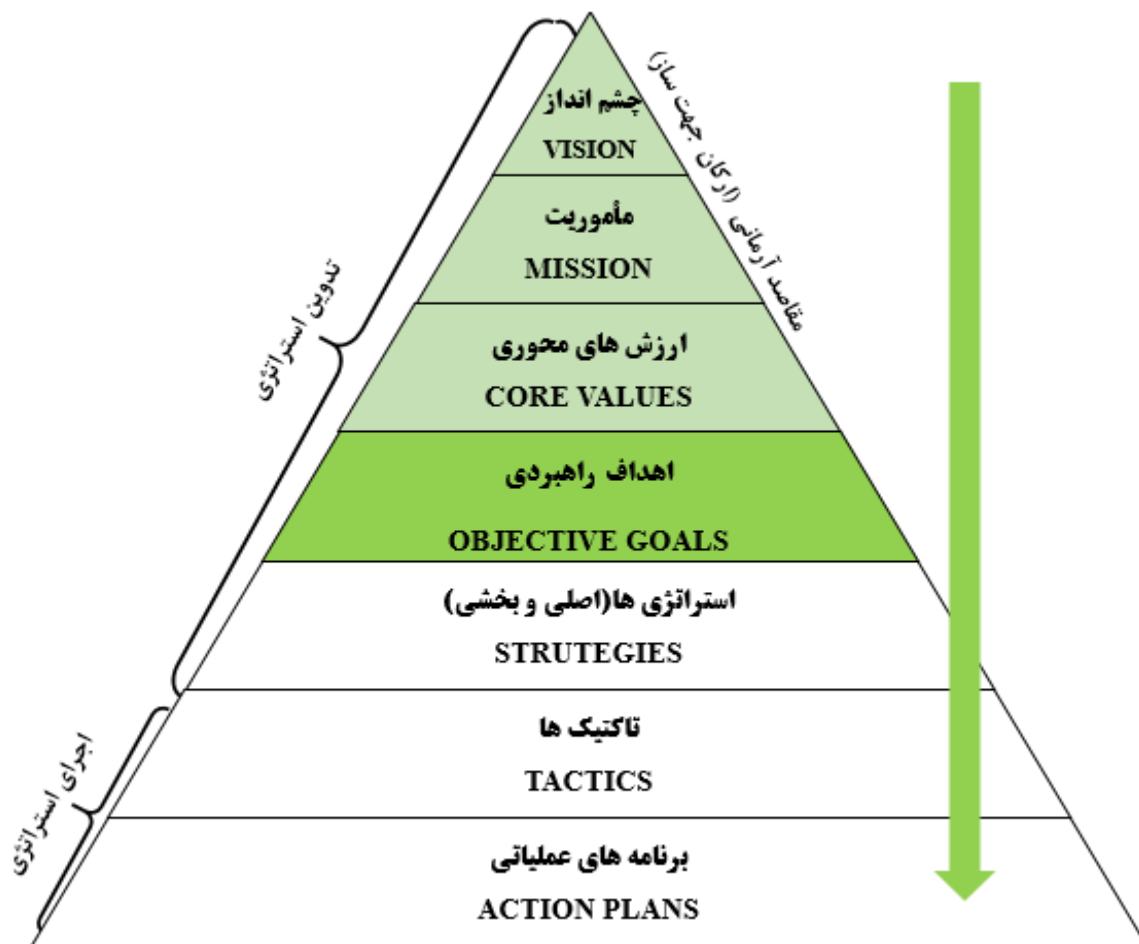 چشم انداز
VISION
مأموریت
MISSION
ارزش های محوری
CORE VALUES
اهداف راهبردی
OBJECTIVE GOALS
استراتژی ها(اصلی و بخشی)
STRUTEGIES
تاکتیک ها
TACTICS
برنامه های عملیاتی
ACTION PLANS
مقاصد آرمانی (ارکان جهت ساز)
تدوین استراتژی
اجرای استراتژی